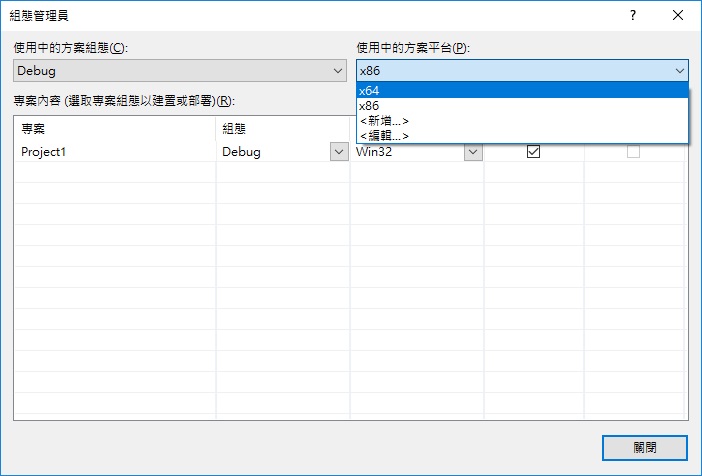 組態管理員
使用中的方案組態(C):
使用中的方案平台(P):
Debug
x86
x64
x86
<新增...>
<編輯...>
專案內容 (選取專案組態以建置或部署)(R):
專案
組態
Project1
Debug
Win32
關閉